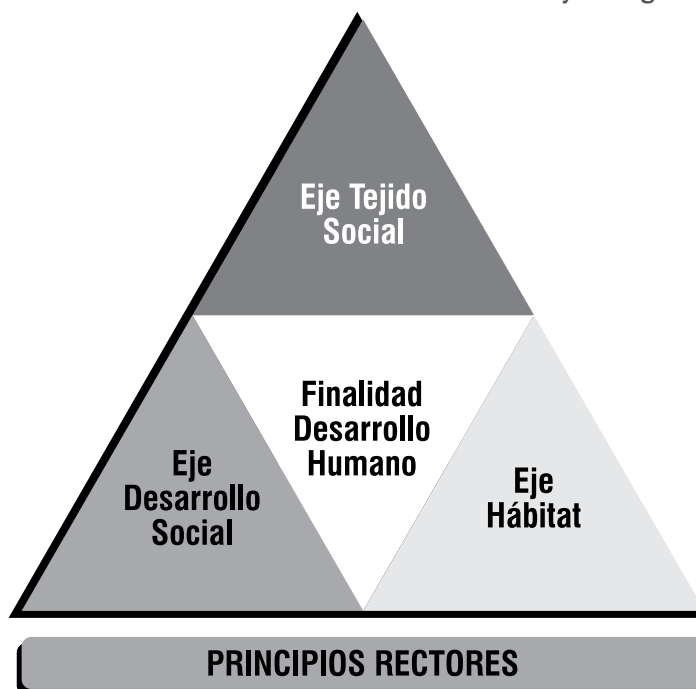 Eje Tejido
Social
Finalidad
Desarrollo
Humano
Eje
Desarrollo
Social
Eje
Hábitat
PRINCIPIOS RECTORES